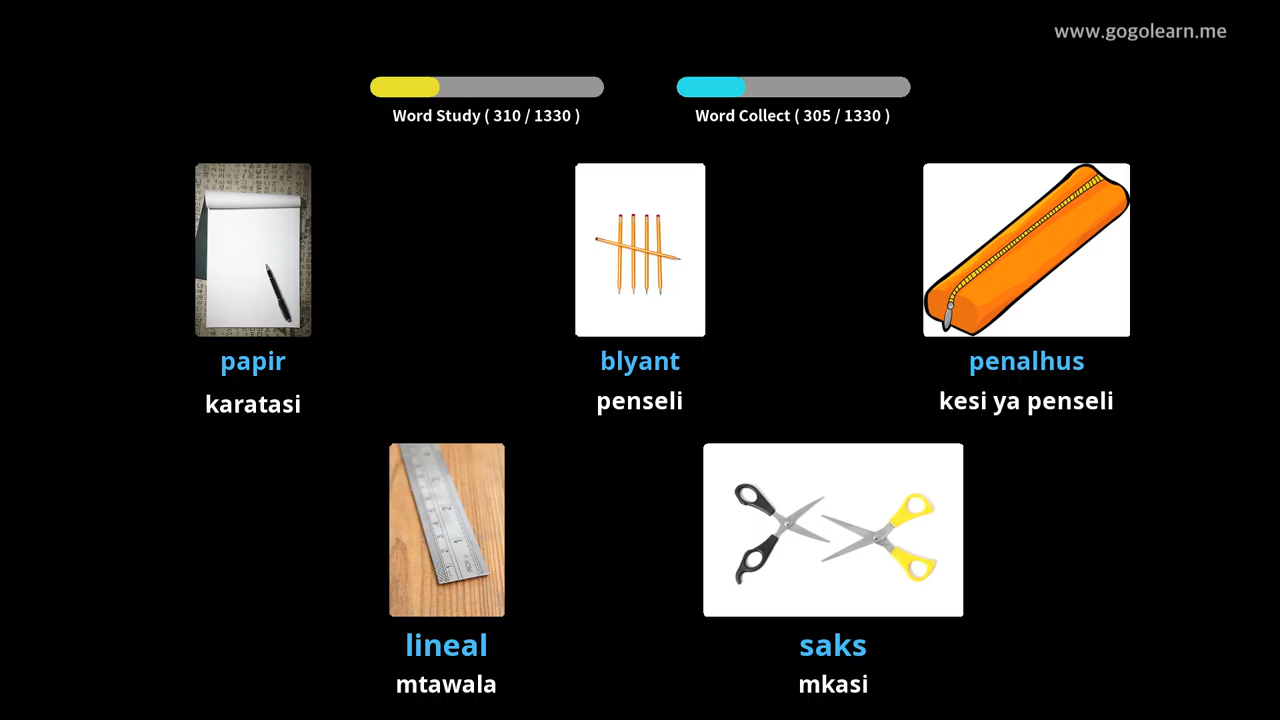 www.gogolearn.me
Word Study ( 310 / 1330 )
Word Collect ( 305 / 1330 )
papir
karatasi
blyant
penseli
penalhus
kesi ya penseli
lineal
mtawala
saks
mkasi